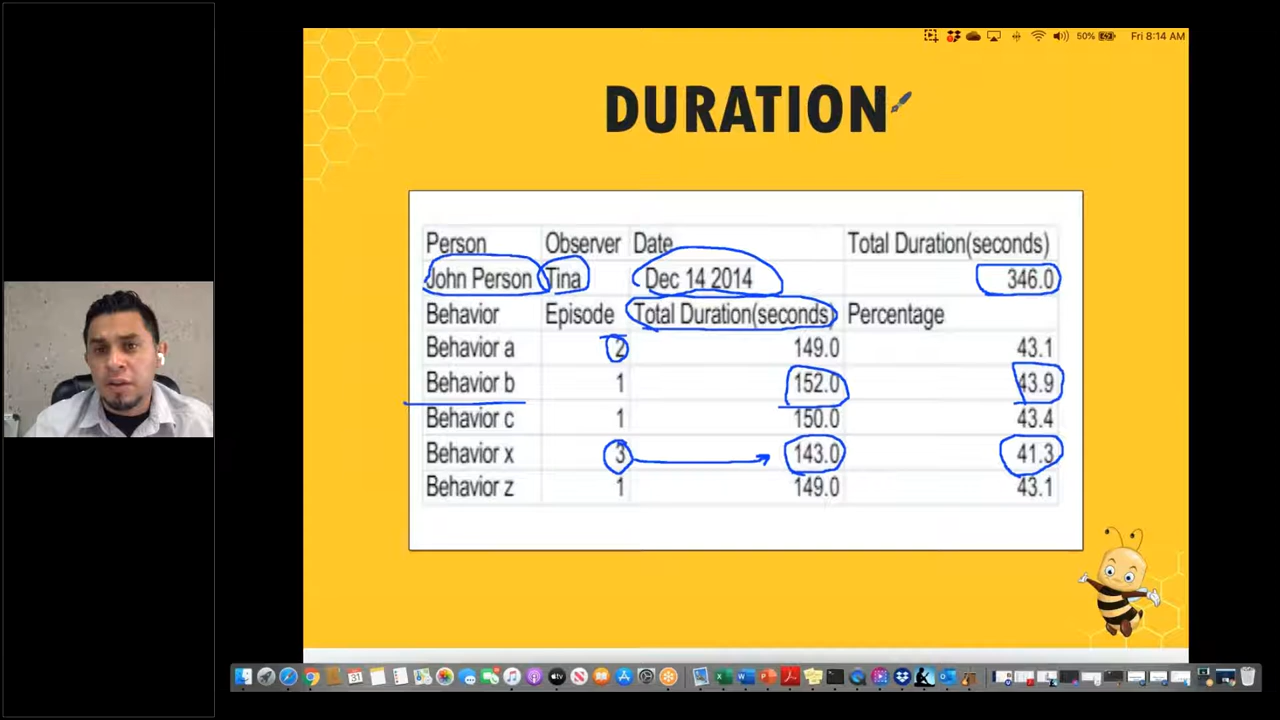 50% Fri 8:14 AM
DURATION
Person Observer Date Total Duration(seconds)
John Person Tina Dec 14 2014 346.0
Behavior Episode Total Duration(seconds) Percentage
Behavior a 2 149.0 43.1
Behavior b 1 152.0 43.9
Behavior c 1 150.0 43.4
Behavior x 3 143.0 41.3
Behavior z 1 149.0 43.1